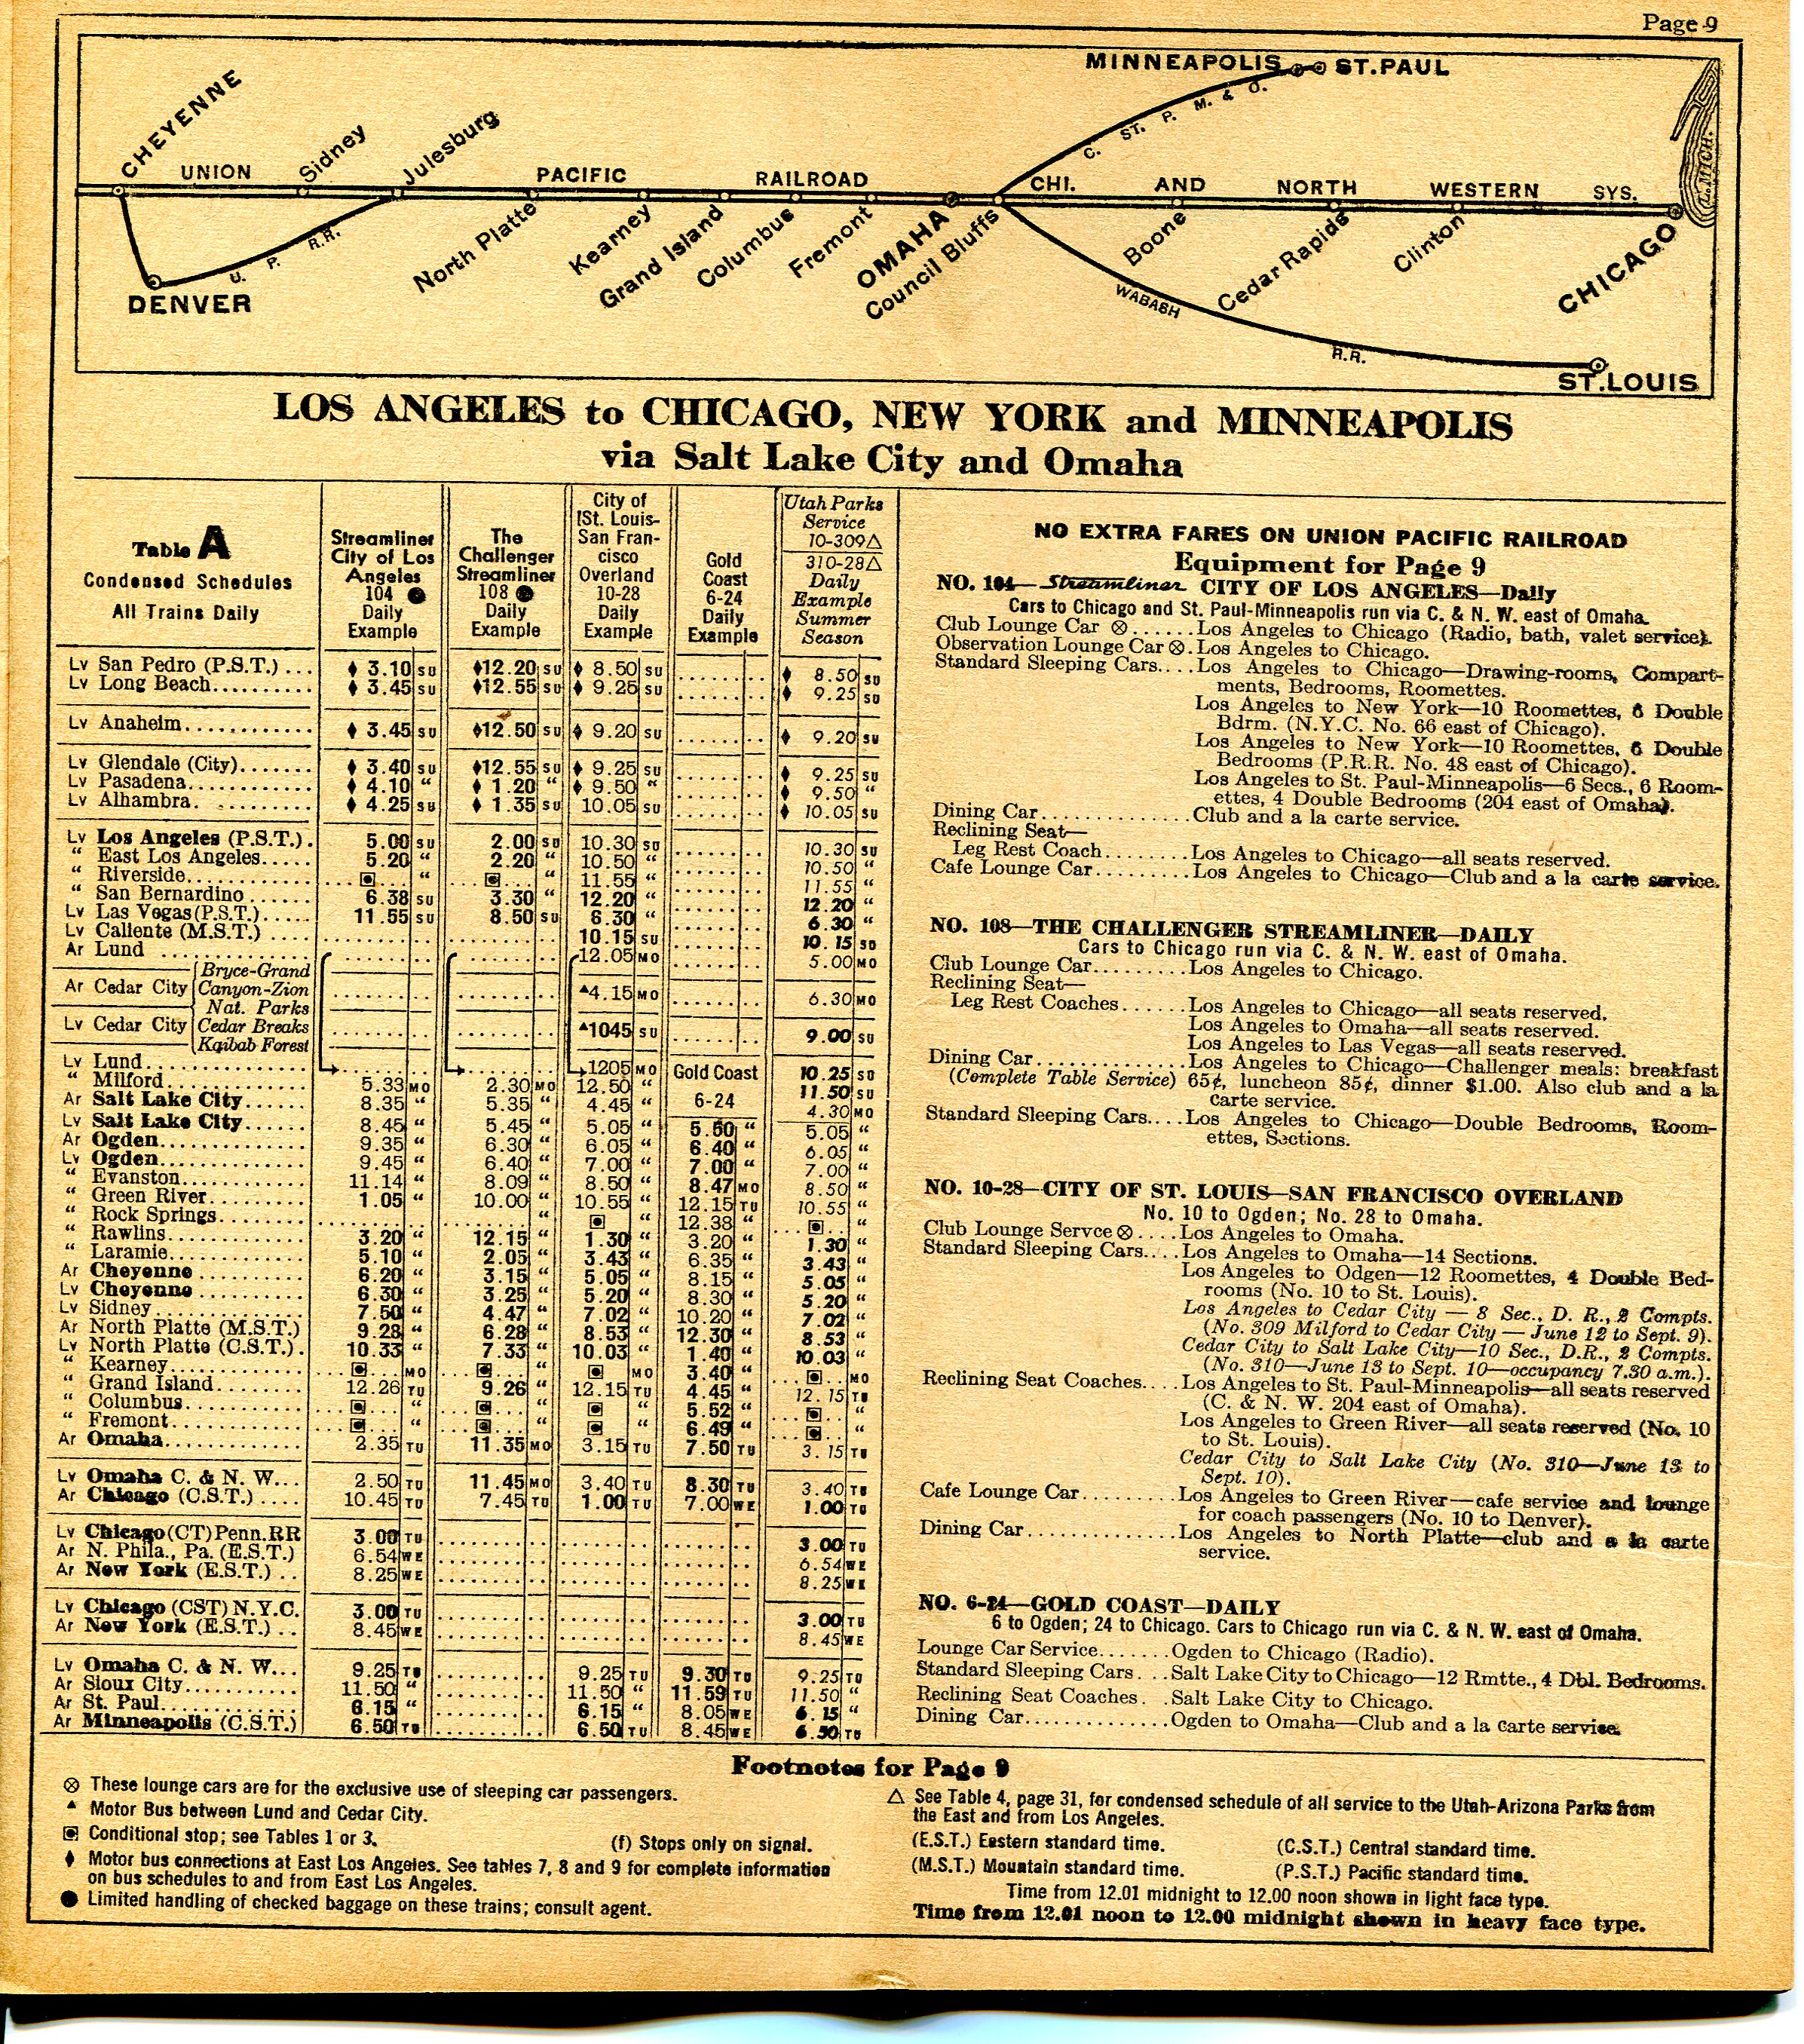 Page 9
MINNEAPOLIS ST. PAUL
C. ST. P. M. & O.
CHEYENNE
Sidney
Julesburg
UNION PACIFIC RAILROAD CHI. AND NORTH WESTERN SYS.
L. MICH.
North Platte
Kearney
Grand Island
Columbus
Fremont
OMAHA
Council Bluffs
Boone
Cedar Rapids
Clinton
CHICAGO
U. P. R.R.
DENVER
WABASH R.R.
ST. LOUIS
LOS ANGELES to CHICAGO, NEW YORK and MINNEAPOLIS
via Salt Lake City and Omaha
Table A
Condensed Schedules
All Trains Daily
Streamliner City of Los Angeles 104 ● Daily Example
The Challenger Streamliner 108 ● Daily Example
City of St. Louis-San Francisco Overland 10-28 Daily Example
Gold Coast 6-24 Daily Example
Utah Parks Service 10-309△ 310-28△ Daily Example Summer Season
Lv San Pedro (P.S.T.) ... ♦ 3.10 SU ♦12.20 SU ♦ 8.50 SU ........ ♦ 8.50 SU
Lv Long Beach.......... ♦ 3.45 SU ♦12.55 SU ♦ 9.25 SU ........ ♦ 9.25 SU
Lv Anaheim............ ♦ 3.45 SU ♦12.50 SU ♦ 9.20 SU ........ ♦ 9.20 SU
Lv Glendale (City)....... ♦ 3.40 SU ♦12.55 SU ♦ 9.25 SU ........ ♦ 9.25 SU
Lv Pasadena............ ♦ 4.10 “ ♦ 1.20 “ ♦ 9.50 “ ........ ♦ 9.50 “
Lv Alhambra........... ♦ 4.25 SU ♦ 1.35 SU 10.05 SU ........ ♦ 10.05 SU
Lv Los Angeles (P.S.T.). 5.00 SU 2.00 SU 10.30 SU ........ 10.30 SU
“ East Los Angeles..... 5.20 “ 2.20 “ 10.50 “ ........ 10.50 “
“ Riverside........... ... ▣ ... “ ... ▣ ... “ 11.55 “ ........ 11.55 “
“ San Bernardino ...... 6.38 SU 3.30 “ 12.20 “ ........ 12.20 “
Lv Las Vegas (P.S.T.)..... 11.55 SU 8.50 SU 6.30 “ ........ 6.30 “
Lv Caliente (M.S.T.) .... ........ ........ 10.15 SU ........ 10.15 SU
Ar Lund .............. ........ ........ 12.05 MO ........ 5.00 MO
Ar Cedar City ........ ........ ▲4.15 MO ........ 6.30 MO
Bryce-Grand
Canyon-Zion
Nat. Parks
Cedar Breaks
Kaibab Forest
Lv Cedar City ........ ........ ▲1045 SU ........ 9.00 SU
Lv Lund.............. 1205 MO Gold Coast 10.25 SU
“ Milford............. 5.33 MO 2.30 MO 12.50 “ 11.50 SU
Ar Salt Lake City...... 8.35 “ 5.35 “ 4.45 “ 6-24 4.30 MO
Lv Salt Lake City...... 8.45 “ 5.45 “ 5.05 “ 5.50 “ 5.05 “
Ar Ogden.............. 9.35 “ 6.30 “ 6.05 “ 6.40 “ 6.05 “
Lv Ogden.............. 9.45 “ 6.40 “ 7.00 “ 7.00 “ 7.00 “
“ Evanston............ 11.14 “ 8.09 “ 8.50 “ 8.47 MO 8.50 “
“ Green River.......... 1.05 “ 10.00 “ 10.55 “ 12.15 TU 10.55 “
“ Rock Springs......... ........ ........ “ ▣ “ 12.38 “ ▣ “
“ Rawlins............. 3.20 “ 12.15 “ 1.30 “ 3.20 “ 1.30 “
“ Laramie............. 5.10 “ 2.05 “ 3.43 “ 6.35 “ 3.43 “
Ar Cheyenne .......... 6.20 “ 3.15 “ 5.05 “ 8.15 “ 5.05 “
Lv Cheyenne .......... 6.30 “ 3.25 “ 5.20 “ 8.30 “ 5.20 “
Lv Sidney............. 7.50 “ 4.47 “ 7.02 “ 10.20 “ 7.02 “
Ar North Platte (M.S.T.) 9.28 “ 6.28 “ 8.53 “ 12.30 “ 8.53 “
Lv North Platte (C.S.T.). 10.33 “ 7.33 “ 10.03 “ 1.40 “ 10.03 “
“ Kearney............. ▣ MO ▣ “ ▣ MO 3.40 “ ▣ MO
“ Grand Island ........ 12.26 TU 9.26 “ 12.15 TU 4.45 “ 12.15 TU
“ Columbus........... ▣ “ ▣ “ ▣ “ 5.52 “ ▣ “
“ Fremont............. ▣ “ ▣ “ ▣ “ 6.49 “ ▣ “
Ar Omaha............. 2.35 TU 11.35 MO 3.15 TU 7.50 TU 3.15 TU
Lv Omaha C. & N. W... 2.50 TU 11.45 MO 3.40 TU 8.30 TU 3.40 TU
Ar Chicago (C.S.T.) .... 10.45 TU 7.45 TU 1.00 TU 7.00 WE 1.00 TU
Lv Chicago (CT) Penn. RR 3.00 TU ........ ........ ........ 3.00 TU
Ar N. Phila., Pa. (E.S.T.) 6.54 WE ........ ........ ........ 6.54 WE
Ar New York (E.S.T.) .. 8.25 WE ........ ........ ........ 8.25 WE
Lv Chicago (CST) N.Y.C. 3.00 TU ........ ........ ........ 3.00 TU
Ar New York (E.S.T.) .. 8.45 WE ........ ........ ........ 8.45 WE
Lv Omaha C. & N. W... 9.25 TU ........ 9.25 TU 9.30 TU 9.25 TU
Ar Sioux City........... 11.50 “ ........ 11.50 “ 11.59 TU 11.50 “
Ar St. Paul............. 6.15 “ ........ 6.15 “ 8.05 WE 6.15 “
Ar Minneapolis (C.S.T.) 6.50 TU ........ 6.50 TU 8.45 WE 6.50 TU
NO EXTRA FARES ON UNION PACIFIC RAILROAD
Equipment for Page 9
NO. 104—Streamliner CITY OF LOS ANGELES—Daily
Cars to Chicago and St. Paul-Minneapolis run via C. & N. W. east of Omaha.
Club Lounge Car ⊗......Los Angeles to Chicago (Radio, bath, valet service).
Observation Lounge Car ⊗.Los Angeles to Chicago.
Standard Sleeping Cars....Los Angeles to Chicago—Drawing-rooms, Compart-
ments, Bedrooms, Roomettes.
Los Angeles to New York—10 Roomettes, 6 Double
Bdrm. (N.Y.C. No. 66 east of Chicago).
Los Angeles to New York—10 Roomettes, 6 Double
Bedrooms (P.R.R. No. 48 east of Chicago).
Los Angeles to St. Paul-Minneapolis—6 Secs., 6 Room-
ettes, 4 Double Bedrooms (204 east of Omaha).
Dining Car..............Club and a la carte service.
Reclining Seat—
Leg Rest Coach........Los Angeles to Chicago—all seats reserved.
Cafe Lounge Car.........Los Angeles to Chicago—Club and a la carte service.
NO. 108—THE CHALLENGER STREAMLINER—DAILY
Cars to Chicago run via C. & N. W. east of Omaha.
Club Lounge Car.........Los Angeles to Chicago.
Reclining Seat—
Leg Rest Coaches......Los Angeles to Chicago—all seats reserved.
Los Angeles to Omaha—all seats reserved.
Los Angeles to Las Vegas—all seats reserved.
Dining Car..............Los Angeles to Chicago—Challenger meals: breakfast
(Complete Table Service) 65¢, luncheon 85¢, dinner $1.00. Also club and a la
carte service.
Standard Sleeping Cars....Los Angeles to Chicago—Double Bedrooms, Room-
ettes, Sections.
NO. 10-28—CITY OF ST. LOUIS—SAN FRANCISCO OVERLAND
No. 10 to Ogden; No. 28 to Omaha.
Club Lounge Servce ⊗....Los Angeles to Omaha.
Standard Sleeping Cars....Los Angeles to Omaha—14 Sections.
Los Angeles to Odgen—12 Roomettes, 4 Double Bed-
rooms (No. 10 to St. Louis).
Los Angeles to Cedar City — 8 Sec., D. R., 2 Compts.
(No. 309 Milford to Cedar City — June 12 to Sept. 9).
Cedar City to Salt Lake City—10 Sec., D.R., 2 Compts.
(No. 310—June 13 to Sept. 10—occupancy 7.30 a.m.).
Reclining Seat Coaches....Los Angeles to St. Paul-Minneapolis—all seats reserved
(C. & N. W. 204 east of Omaha).
Los Angeles to Green River—all seats reserved (No. 10
to St. Louis).
Cedar City to Salt Lake City (No. 310—June 13 to
Sept. 10).
Cafe Lounge Car.........Los Angeles to Green River—cafe service and lounge
for coach passengers (No. 10 to Denver).
Dining Car..............Los Angeles to North Platte—club and a la carte
service.
NO. 6-24—GOLD COAST—DAILY
6 to Ogden; 24 to Chicago. Cars to Chicago run via C. & N. W. east of Omaha.
Lounge Car Service.......Ogden to Chicago (Radio).
Standard Sleeping Cars...Salt Lake City to Chicago—12 Rmtte., 4 Dbl. Bedrooms.
Reclining Seat Coaches. .Salt Lake City to Chicago.
Dining Car..............Ogden to Omaha—Club and a la carte service.
Footnotes for Page 9
⊗ These lounge cars are for the exclusive use of sleeping car passengers.
▲ Motor Bus between Lund and Cedar City.
▣ Conditional stop; see Tables 1 or 3. (f) Stops only on signal.
♦ Motor bus connections at East Los Angeles. See tables 7, 8 and 9 for complete information
on bus schedules to and from East Los Angeles.
● Limited handling of checked baggage on these trains; consult agent.
△ See Table 4, page 31, for condensed schedule of all service to the Utah-Arizona Parks from
the East and from Los Angeles.
(E.S.T.) Eastern standard time. (C.S.T.) Central standard time.
(M.S.T.) Mountain standard time. (P.S.T.) Pacific standard time.
Time from 12.01 midnight to 12.00 noon shown in light face type.
Time from 12.01 noon to 12.00 midnight shown in heavy face type.